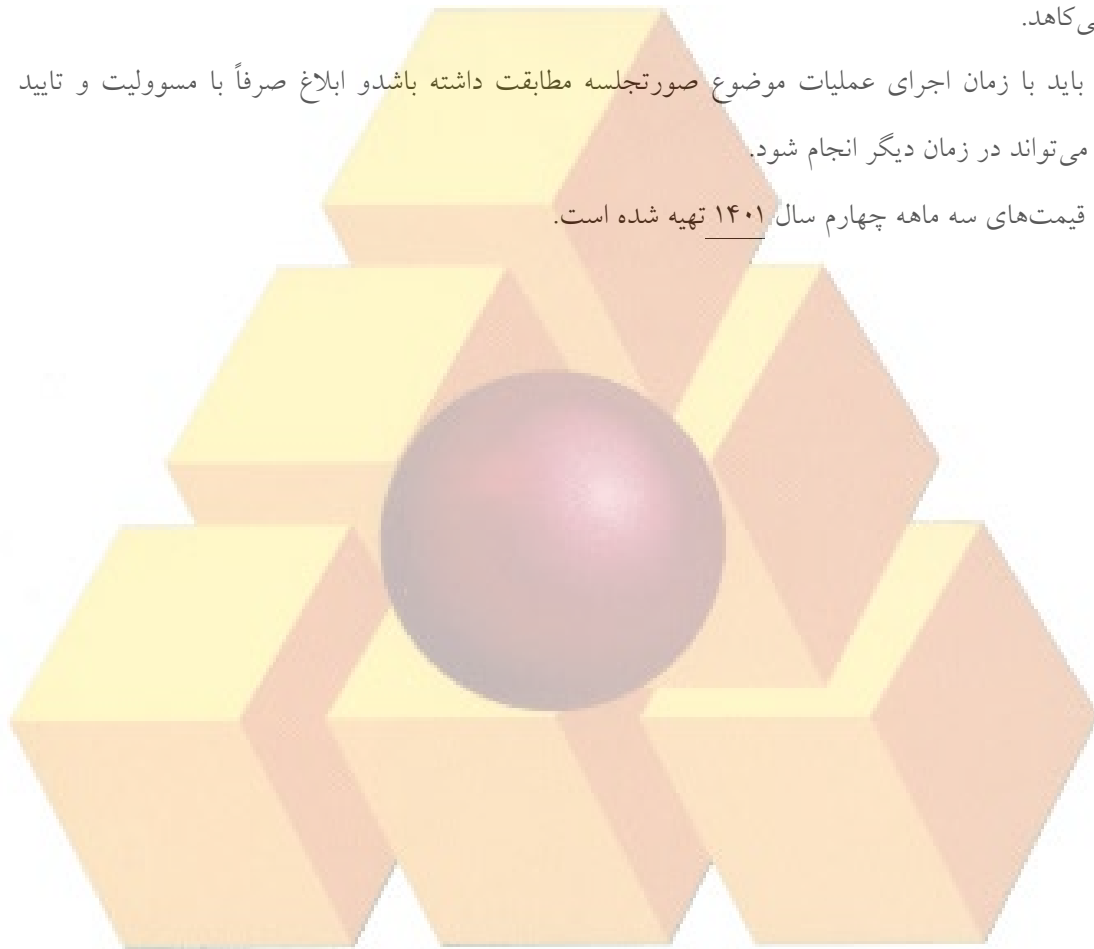 ی‌کاهد.
باید با زمان اجرای عملیات موضوع صورتجلسه مطابقت داشته باشدو ابلاغ صرفاً با مسوولیت و تایید
می‌تواند در زمان دیگر انجام شود.
قیمت‌های سه ماهه چهارم سال ۱۴۰۱ تهیه شده است.